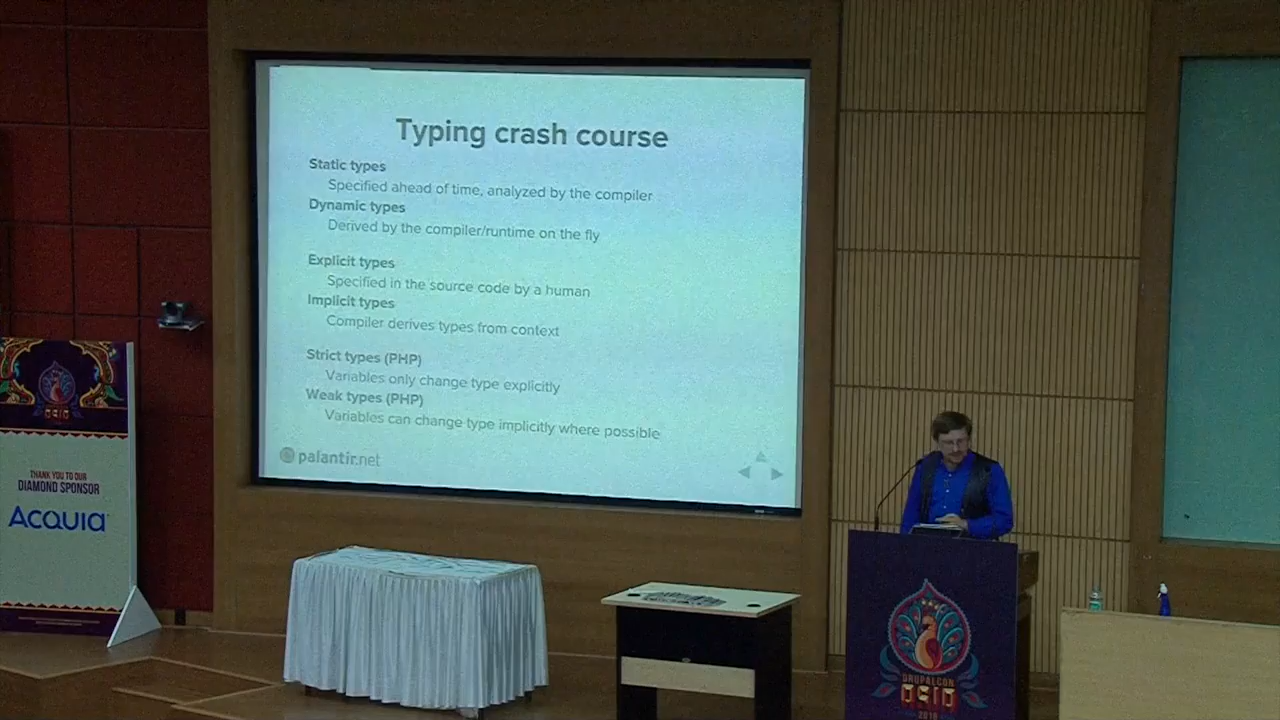 Typing crash course
Static types
Specified ahead of time, analyzed by the compiler
Dynamic types
Derived by the compiler/runtime on the fly
Explicit types
Specified in the source code by a human
Implicit types
Compiler derives types from context
Strict types (PHP)
Variables only change type explicitly
Weak types (PHP)
Variables can change type implicitly where possible
palantir.net
THANK YOU TO OUR
DIAMOND SPONSOR
ACQUIA
DRUPALCON
ASIA
2016